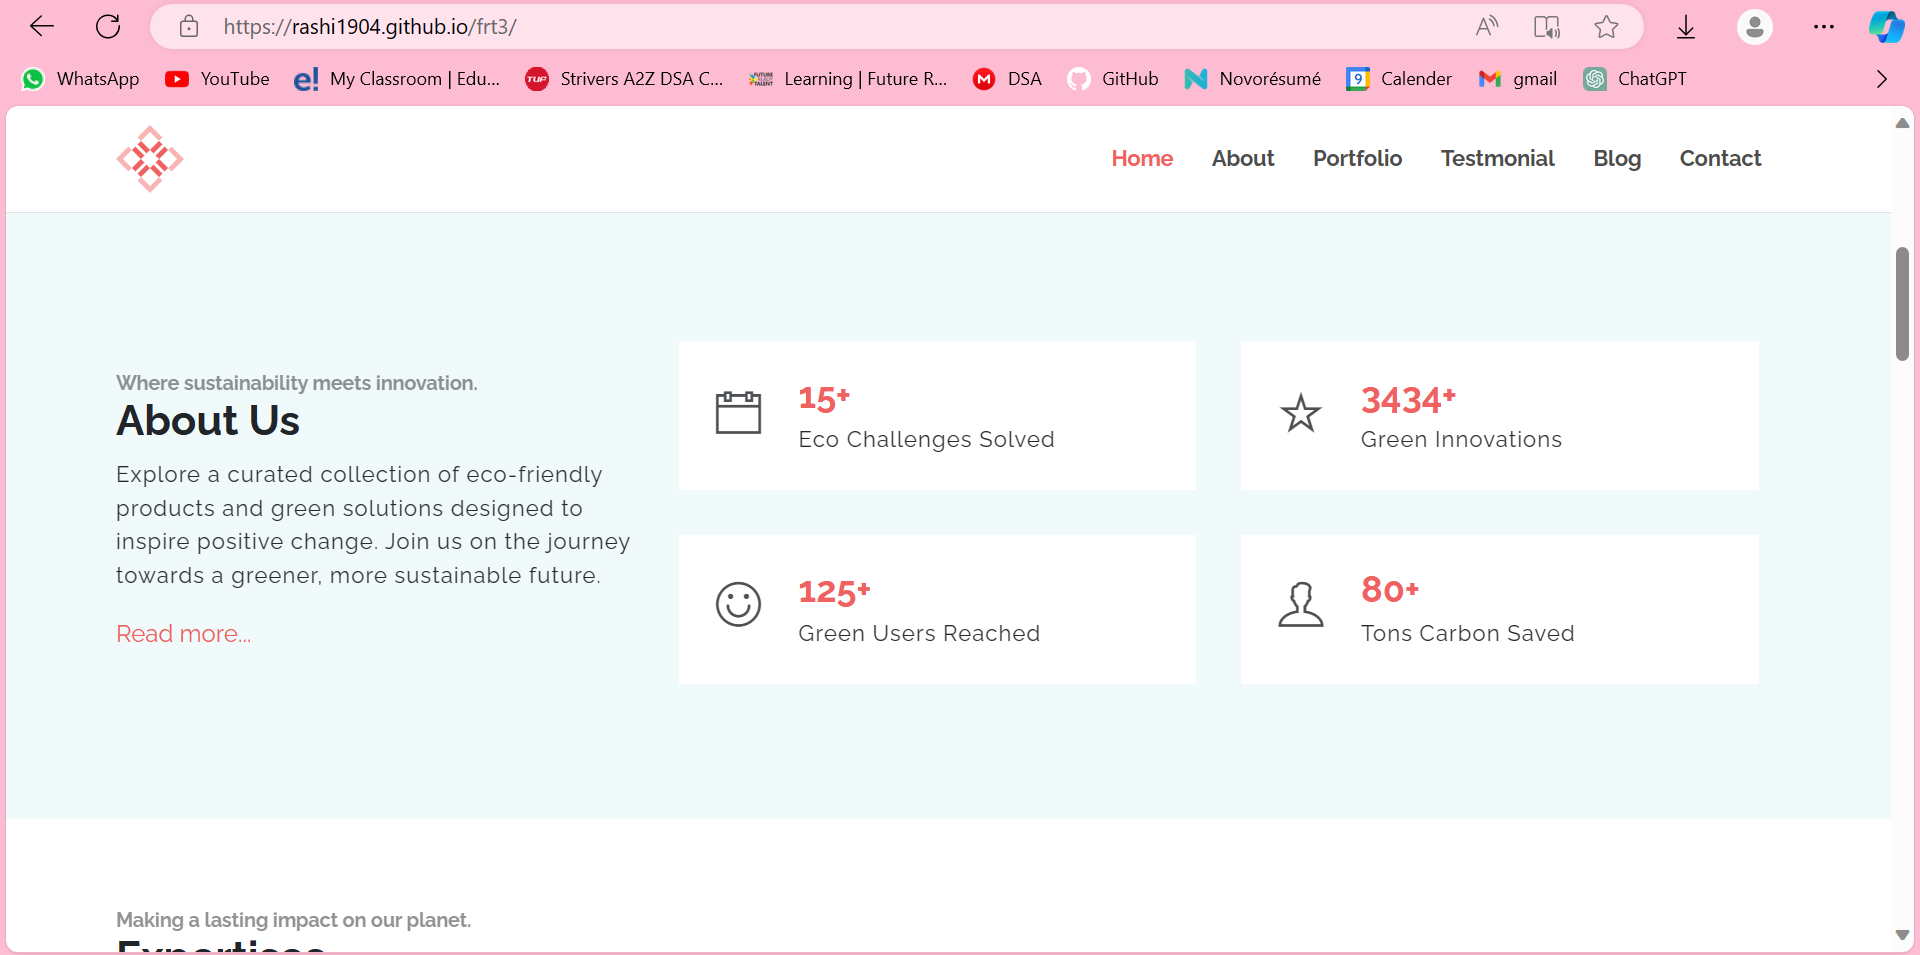 https://rashi1904.github.io/frt3/
WhatsApp YouTube My Classroom | Edu... Strivers A2Z DSA C... Learning | Future R... DSA GitHub Novorésumé Calender gmail ChatGPT
Home About Portfolio Testmonial Blog Contact
Where sustainability meets innovation.
About Us
Explore a curated collection of eco-friendly
products and green solutions designed to
inspire positive change. Join us on the journey
towards a greener, more sustainable future.
Read more...
15+
Eco Challenges Solved
3434+
Green Innovations
125+
Green Users Reached
80+
Tons Carbon Saved
Making a lasting impact on our planet.